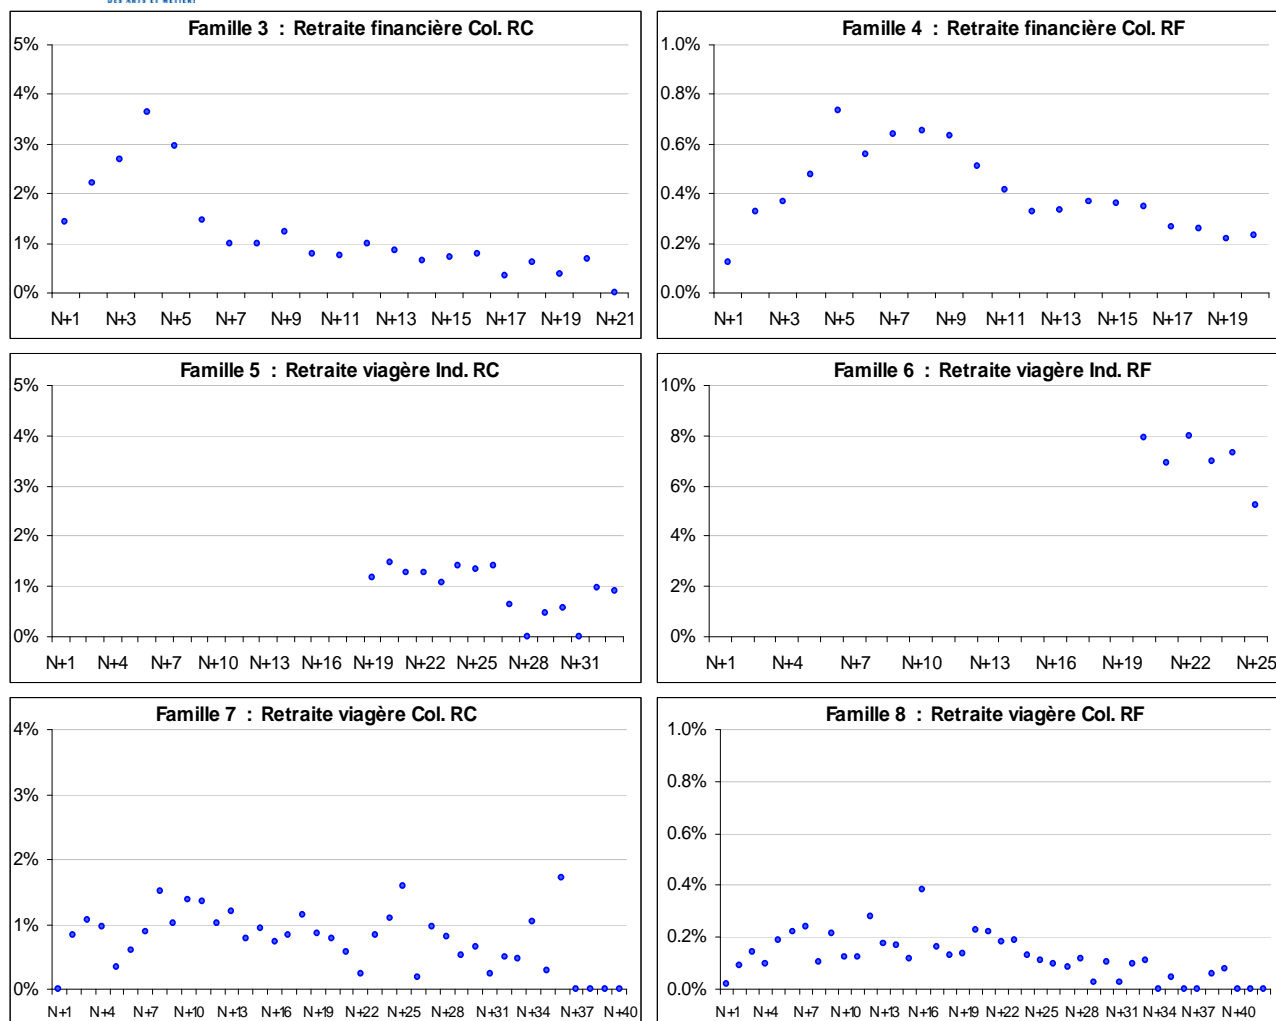 DES ARTS ET METIERS
Famille 3 : Retraite financière Col. RC
5%
4%
3%
2%
1%
0%
N+1 N+3 N+5 N+7 N+9 N+11 N+13 N+15 N+17 N+19 N+21
Famille 4 : Retraite financière Col. RF
1.0%
0.8%
0.6%
0.4%
0.2%
0.0%
N+1 N+3 N+5 N+7 N+9 N+11 N+13 N+15 N+17 N+19
Famille 5 : Retraite viagère Ind. RC
5%
4%
3%
2%
1%
0%
N+1 N+4 N+7 N+10 N+13 N+16 N+19 N+22 N+25 N+28 N+31
Famille 6 : Retraite viagère Ind. RF
10%
8%
6%
4%
2%
0%
N+1 N+4 N+7 N+10 N+13 N+16 N+19 N+22 N+25
Famille 7 : Retraite viagère Col. RC
4%
3%
2%
1%
0%
N+1 N+4 N+7 N+10 N+13 N+16 N+19 N+22 N+25 N+28 N+31 N+34 N+37 N+40
Famille 8 : Retraite viagère Col. RF
1.0%
0.8%
0.6%
0.4%
0.2%
0.0%
N+1 N+4 N+7 N+10 N+13 N+16 N+19 N+22 N+25 N+28 N+31 N+34 N+37 N+40